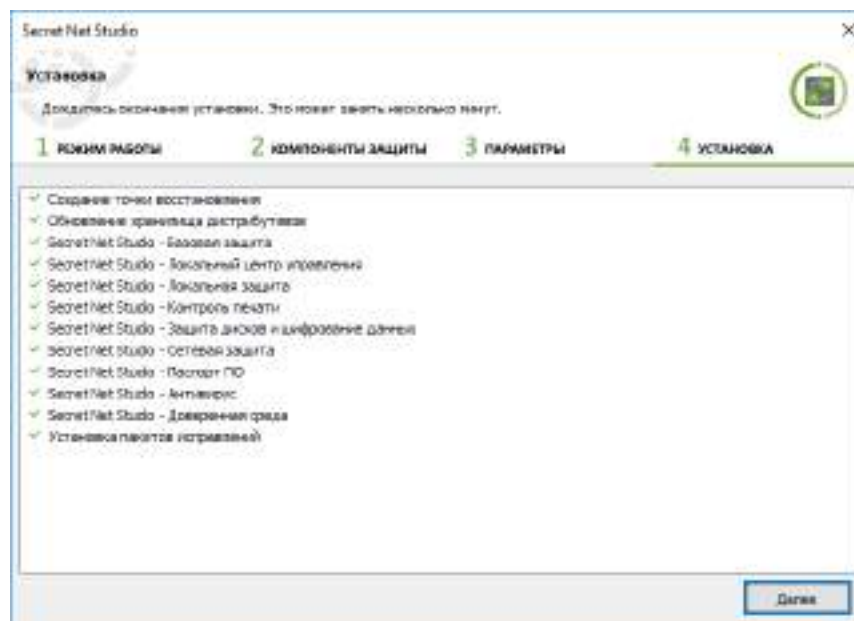 Secret Net Studio
Установка
Дождитесь окончания установки. Это может занять несколько минут.
1 РЕЖИМ РАБОТЫ 2 КОМПОНЕНТЫ ЗАЩИТЫ 3 ПАРАМЕТРЫ 4 УСТАНОВКА
Создание точки восстановления
Обновление хранилища дистрибутивов
Secret Net Studio - Базовая защита
Secret Net Studio - Локальный центр управления
Secret Net Studio - Локальная защита
Secret Net Studio - Контроль печати
Secret Net Studio - Защита дисков и шифрование данных
Secret Net Studio - Сетевая защита
Secret Net Studio - Паспорт ПО
Secret Net Studio - Антивирус
Secret Net Studio - Доверенная среда
Установка пакетов исправлений
Далее